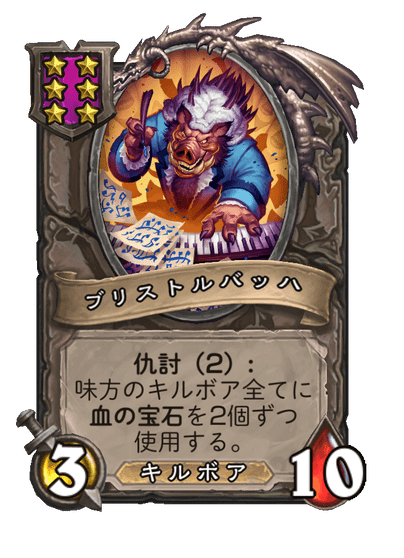 ブリストルバッハ
仇討（2）:
味方のキルボア全てに
血の宝石を2個ずつ
使用する。
キルボア
3
10